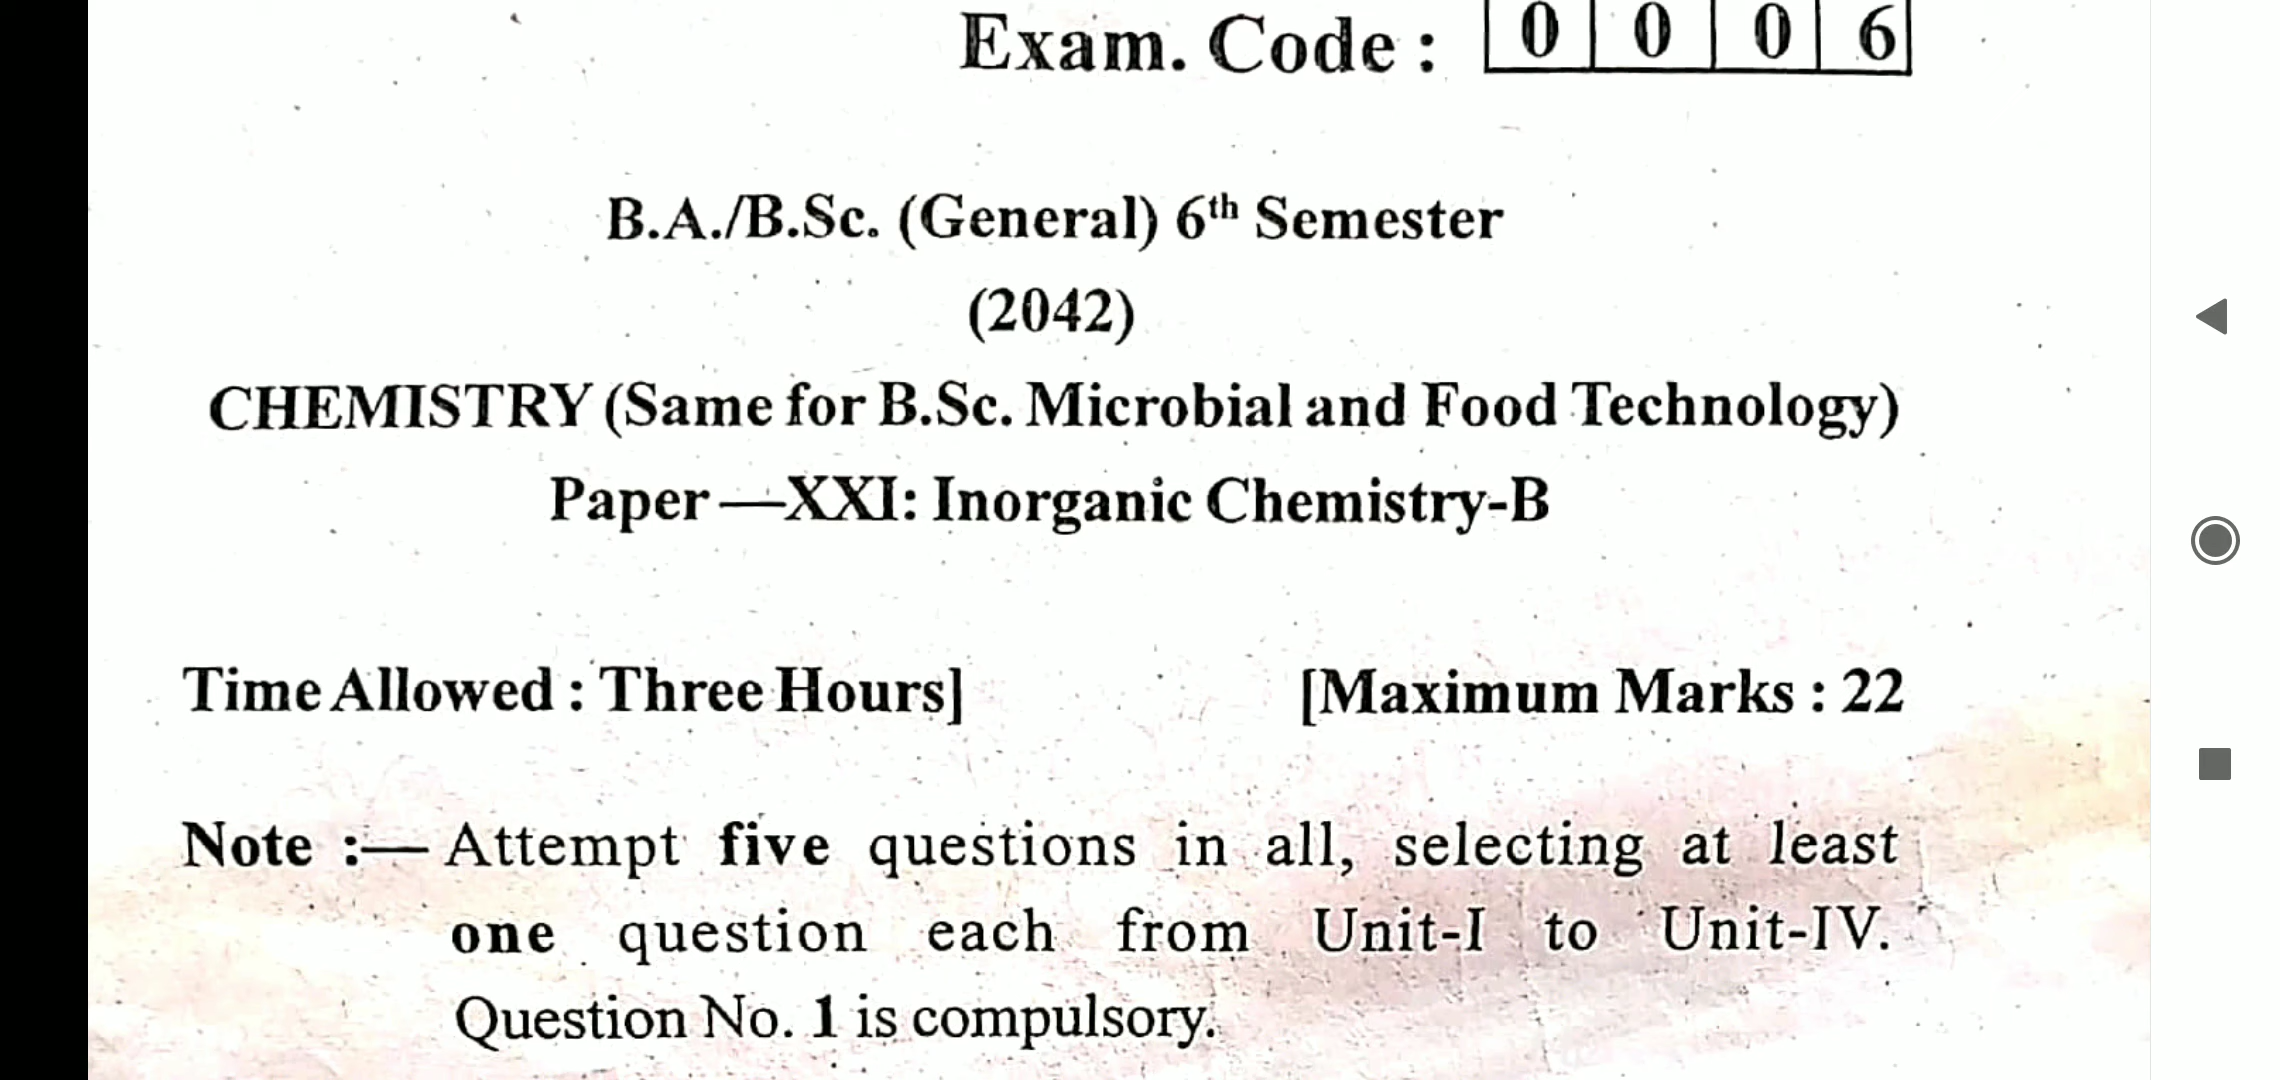 Exam. Code : 0 0 0 6
B.A./B.Sc. (General) 6th Semester
(2042)
CHEMISTRY (Same for B.Sc. Microbial and Food Technology)
Paper—XXI: Inorganic Chemistry-B
Time Allowed : Three Hours] [Maximum Marks : 22
Note :— Attempt five questions in all, selecting at least
one question each from Unit-I to Unit-IV.
Question No. 1 is compulsory.